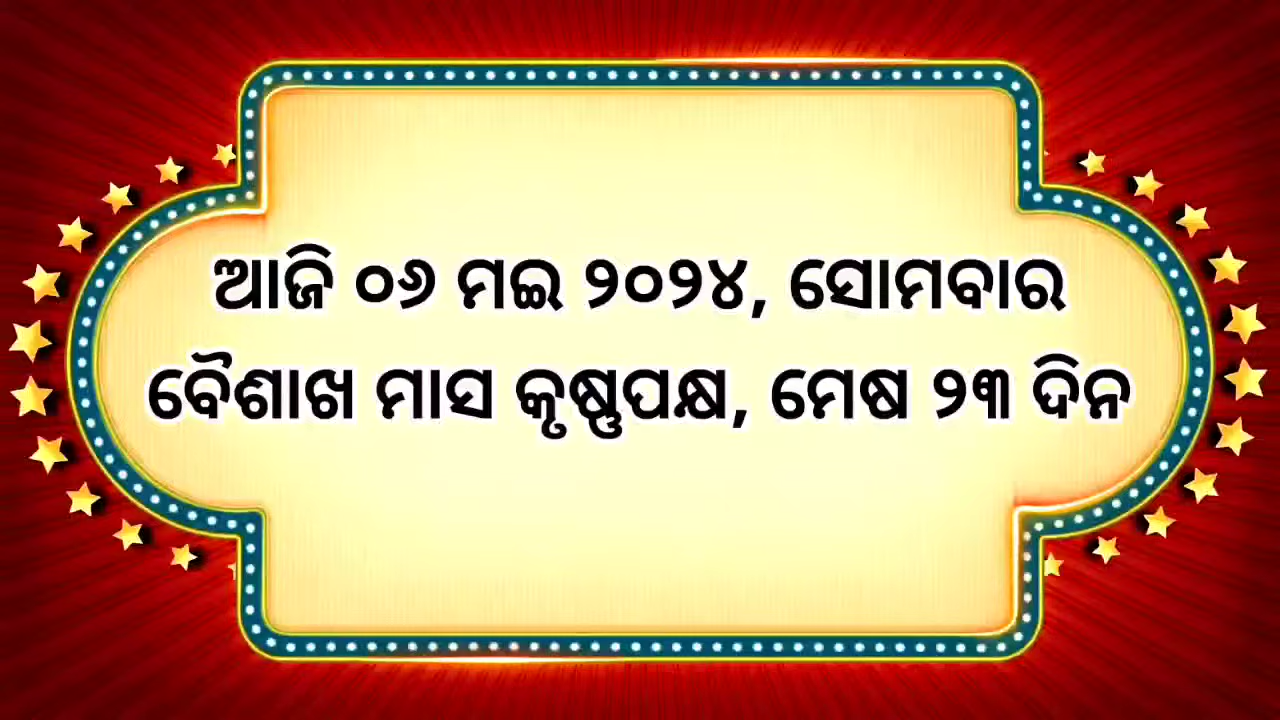 ଆଜି ୦୬ ମଇ ୨୦୨୪, ସୋମବାର
ବୈଶାଖ ମାସ କୃଷ୍ଣପକ୍ଷ, ମେଷ ୨୩ ଦିନ